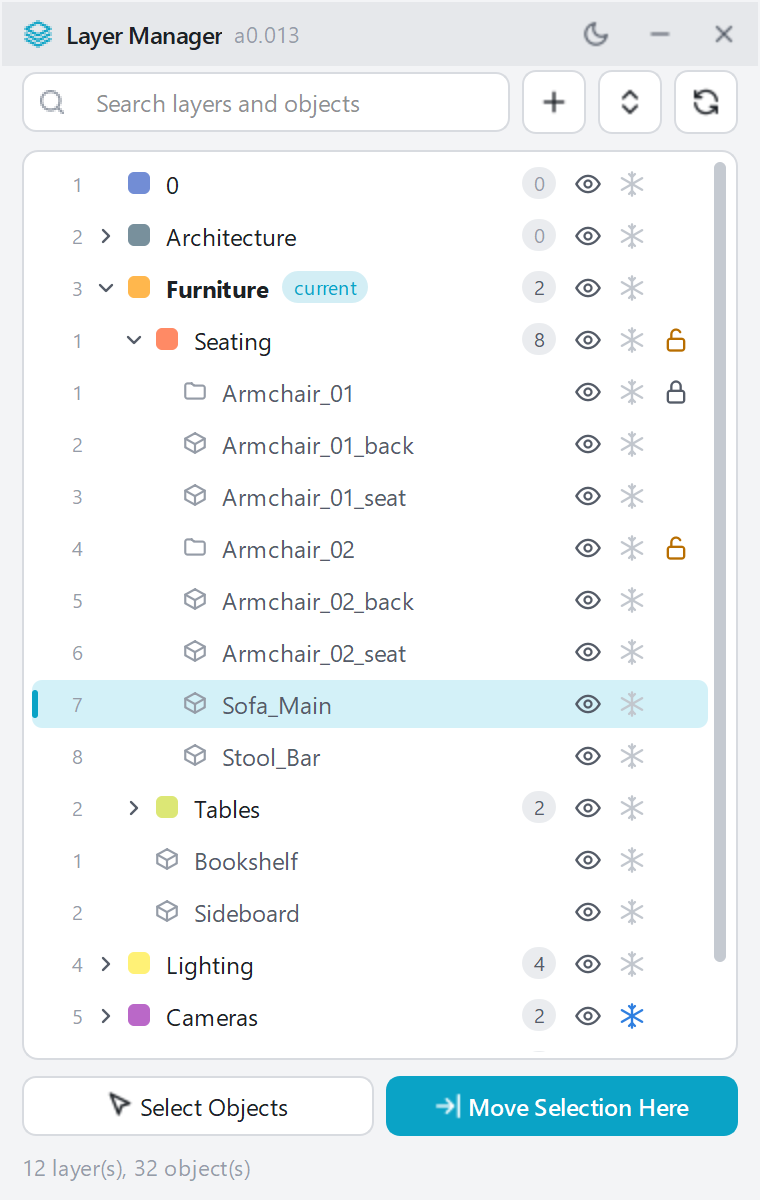 Layer Manager a0.013
Search layers and objects
1 0 0
2 Architecture 0
3 Furniture current 2
1 Seating 8
1 Armchair_01
2 Armchair_01_back
3 Armchair_01_seat
4 Armchair_02
5 Armchair_02_back
6 Armchair_02_seat
7 Sofa_Main
8 Stool_Bar
2 Tables 2
1 Bookshelf
2 Sideboard
4 Lighting 4
5 Cameras 2
Select Objects Move Selection Here
12 layer(s), 32 object(s)